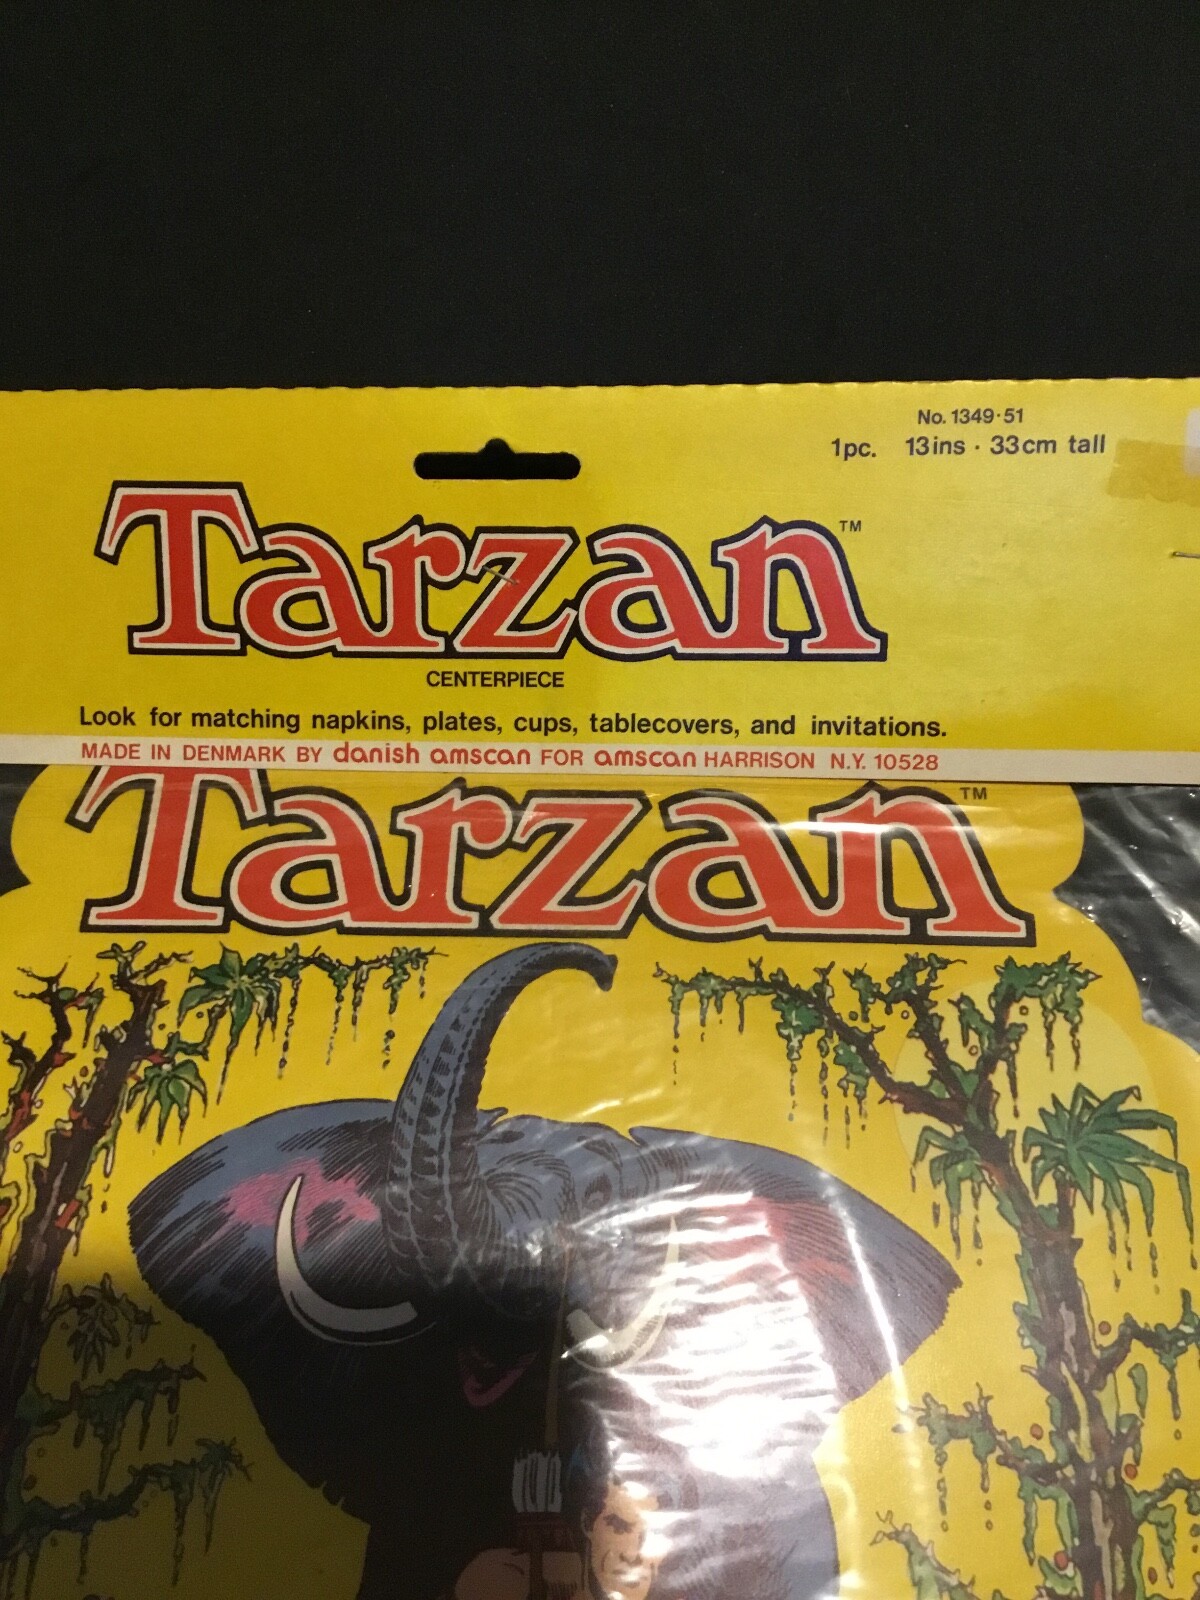 No. 1349·51
1pc. 13ins · 33cm tall
Tarzan™
CENTERPIECE
Look for matching napkins, plates, cups, tablecovers, and invitations.
MADE IN DENMARK BY danish amscan FOR amscan HARRISON N.Y. 10528
Tarzan™